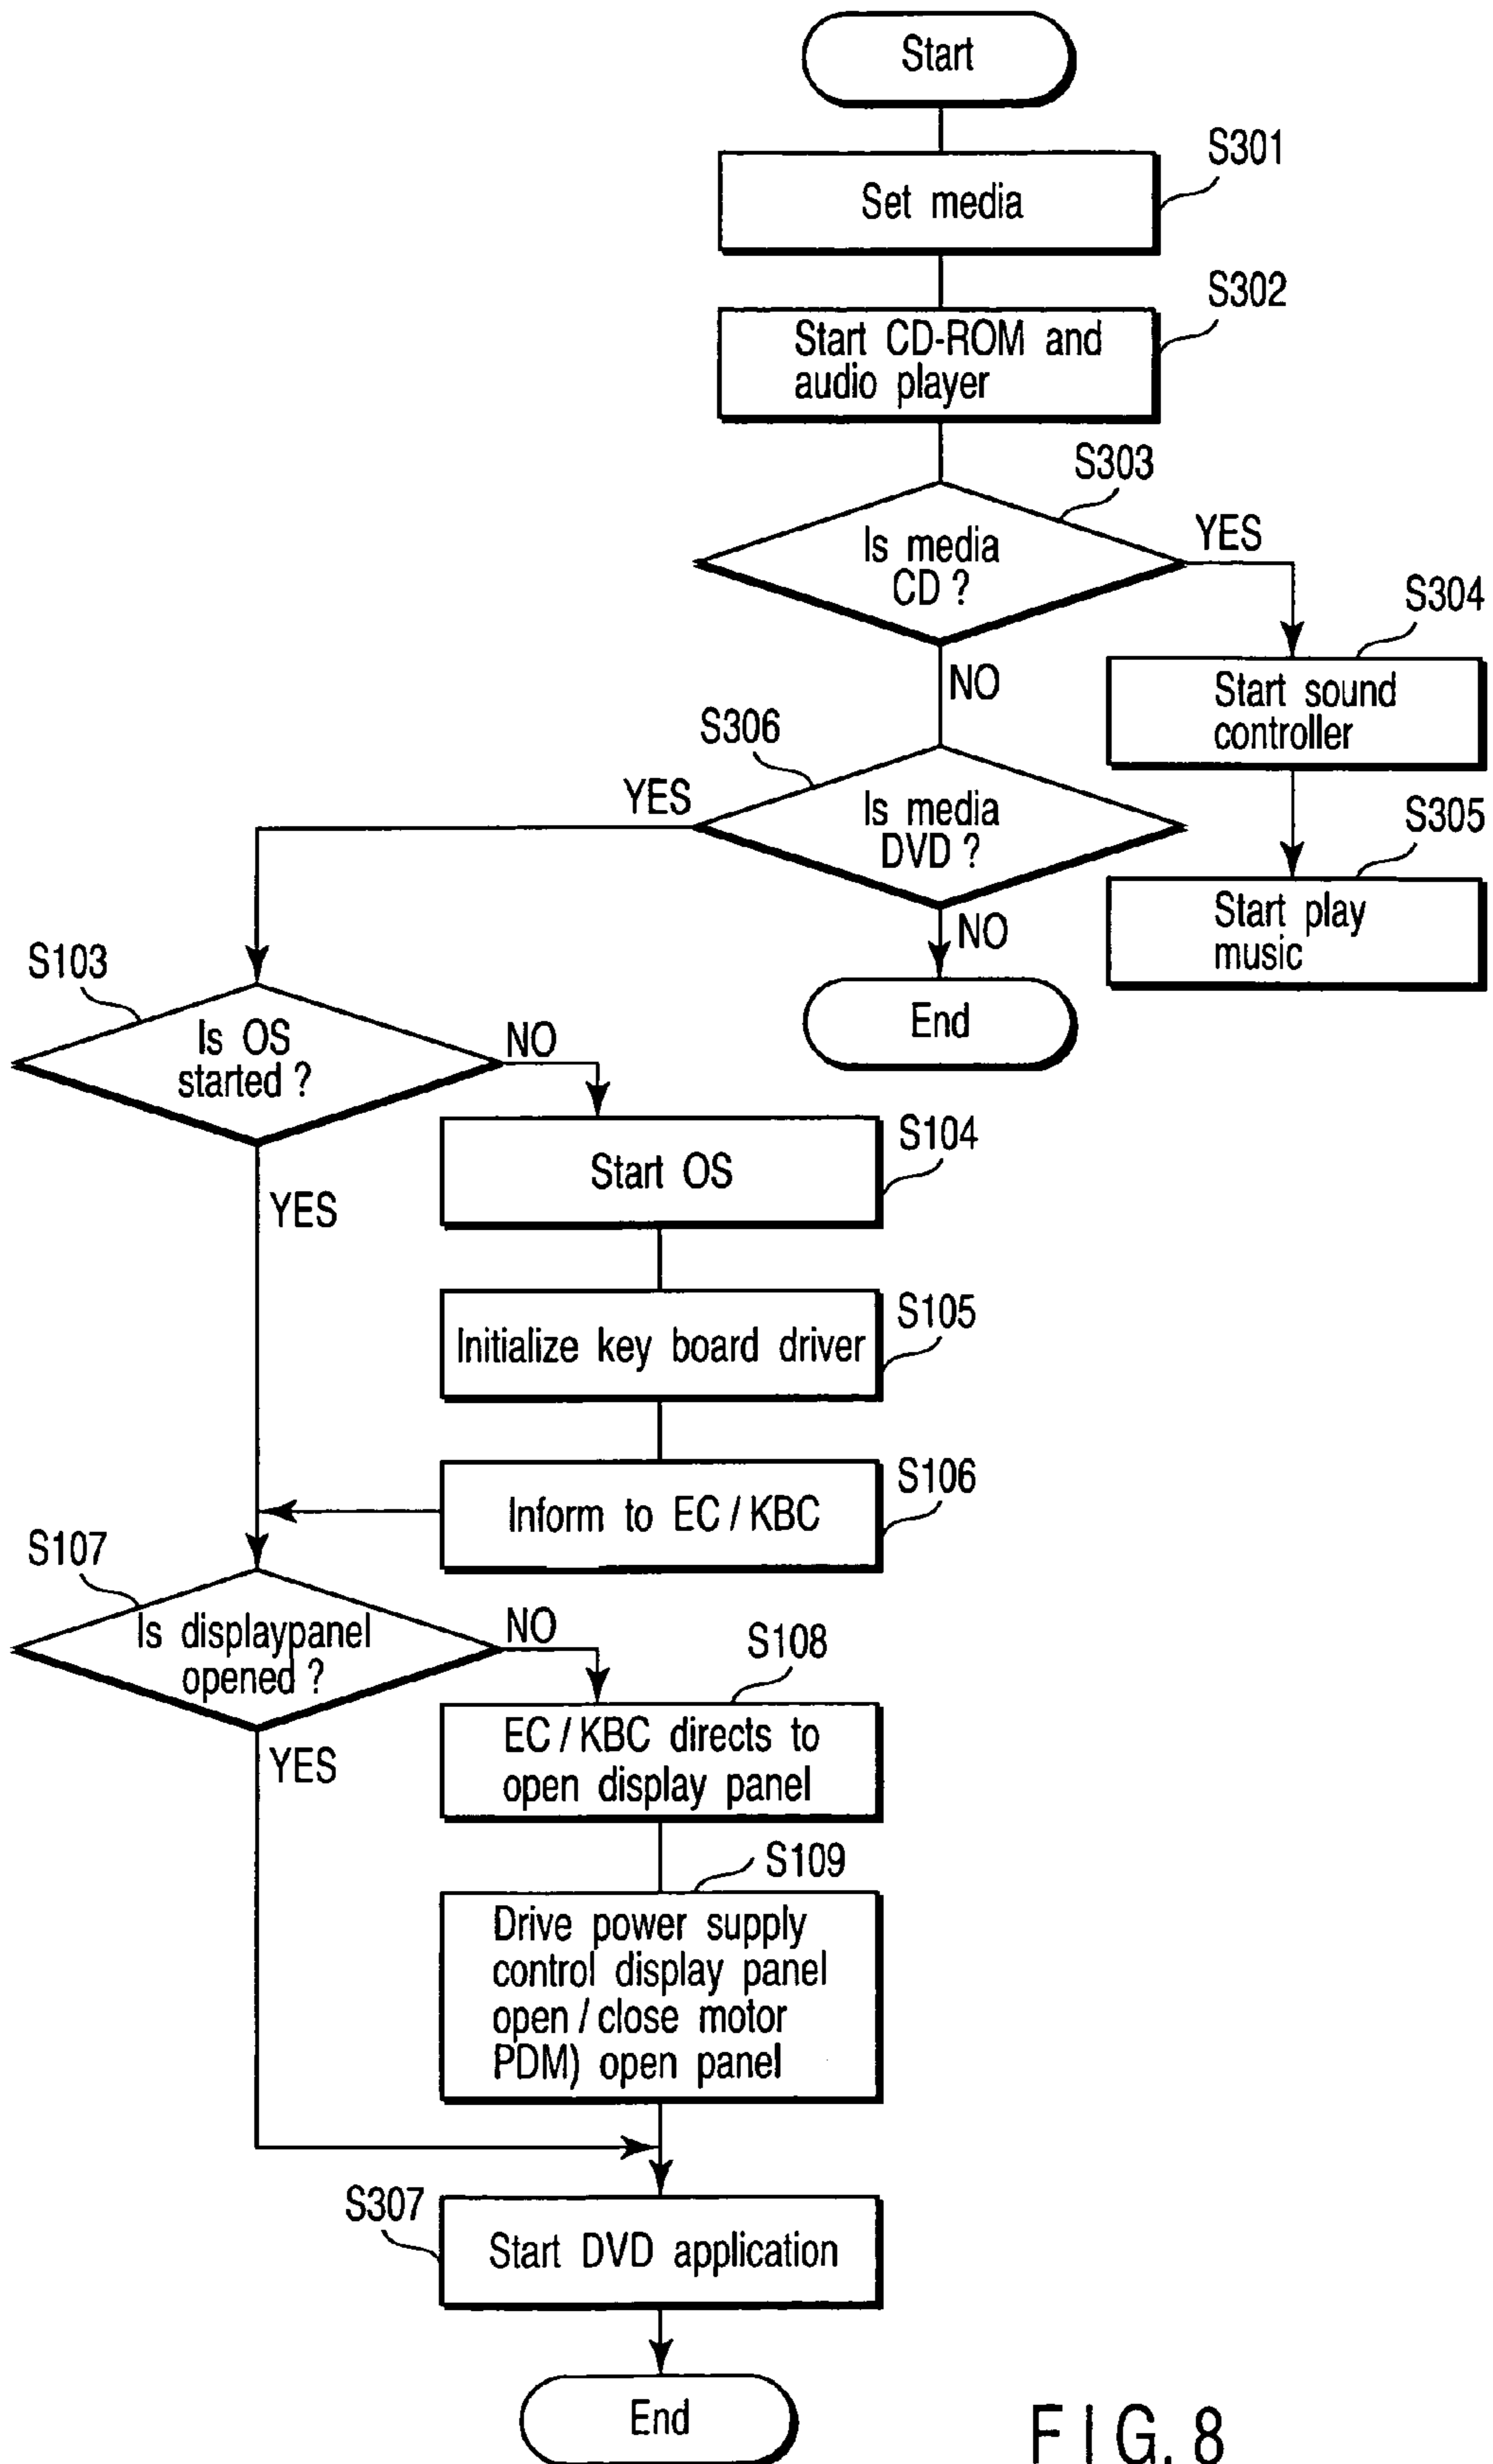 Start
S301
Set media
S302
Start CD-ROM and
audio player
S303
Is media
CD ?
YES
NO
S304
Start sound
controller
S305
Start play
music
S306
Is media
DVD ?
YES
NO
End
S103
Is OS
started ?
NO
YES
S104
Start OS
S105
Initialize key board driver
S106
Inform to EC / KBC
S107
Is displaypanel
opened ?
NO
YES
S108
EC / KBC directs to
open display panel
S109
Drive power supply
control display panel
open / close motor
PDM) open panel
S307
Start DVD application
End
FIG. 8